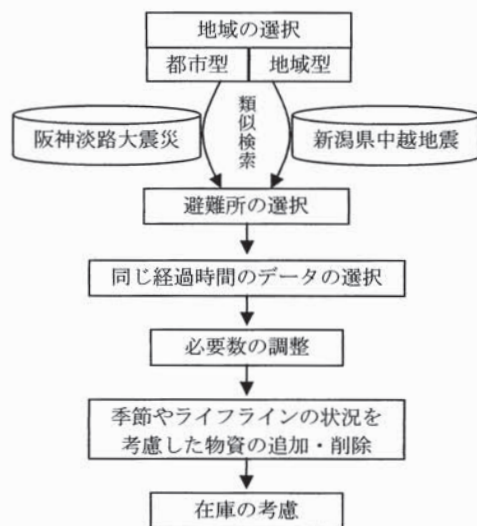 地域の選択
都市型 地域型
類似検索
阪神淡路大震災 新潟県中越地震
避難所の選択
同じ経過時間のデータの選択
必要数の調整
季節やライフラインの状況を
考慮した物資の追加・削除
在庫の考慮